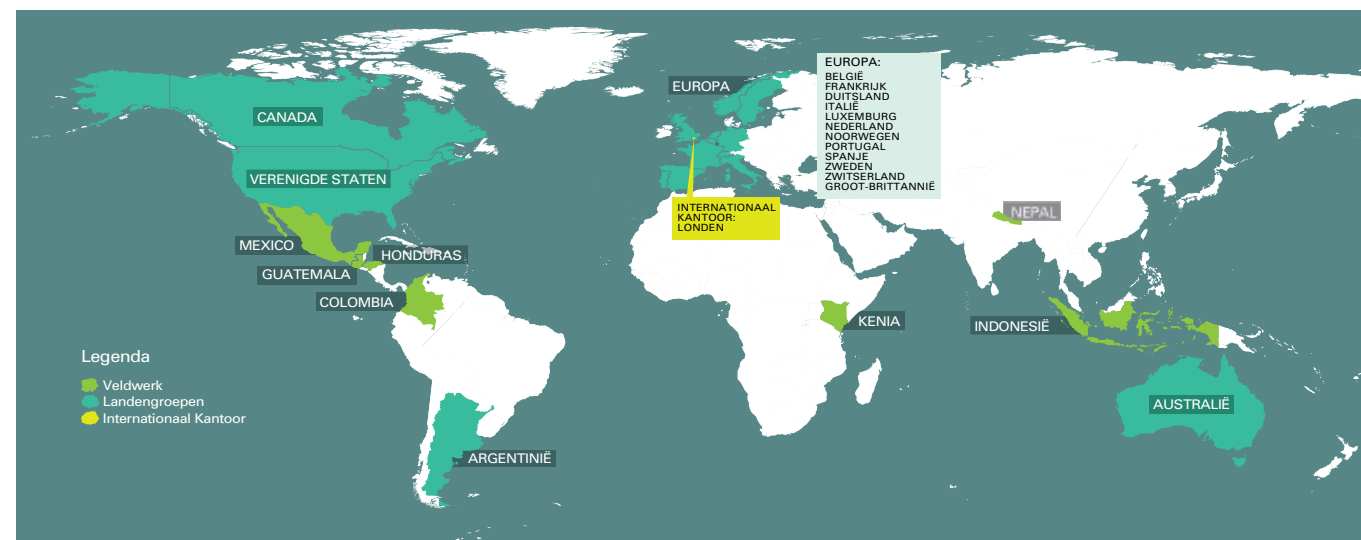 EUROPA
EUROPA:
BELGIË
FRANKRIJK
DUITSLAND
ITALIË
LUXEMBURG
NEDERLAND
NOORWEGEN
PORTUGAL
SPANJE
ZWEDEN
ZWITSERLAND
GROOT-BRITTANNIË
CANADA
VERENIGDE STATEN
INTERNATIONAAL
KANTOOR:
LONDEN
NEPAL
MEXICO
HONDURAS
GUATEMALA
COLOMBIA
KENIA
INDONESIË
Legenda
Veldwerk
Landengroepen
Internationaal Kantoor
AUSTRALIË
ARGENTINIË